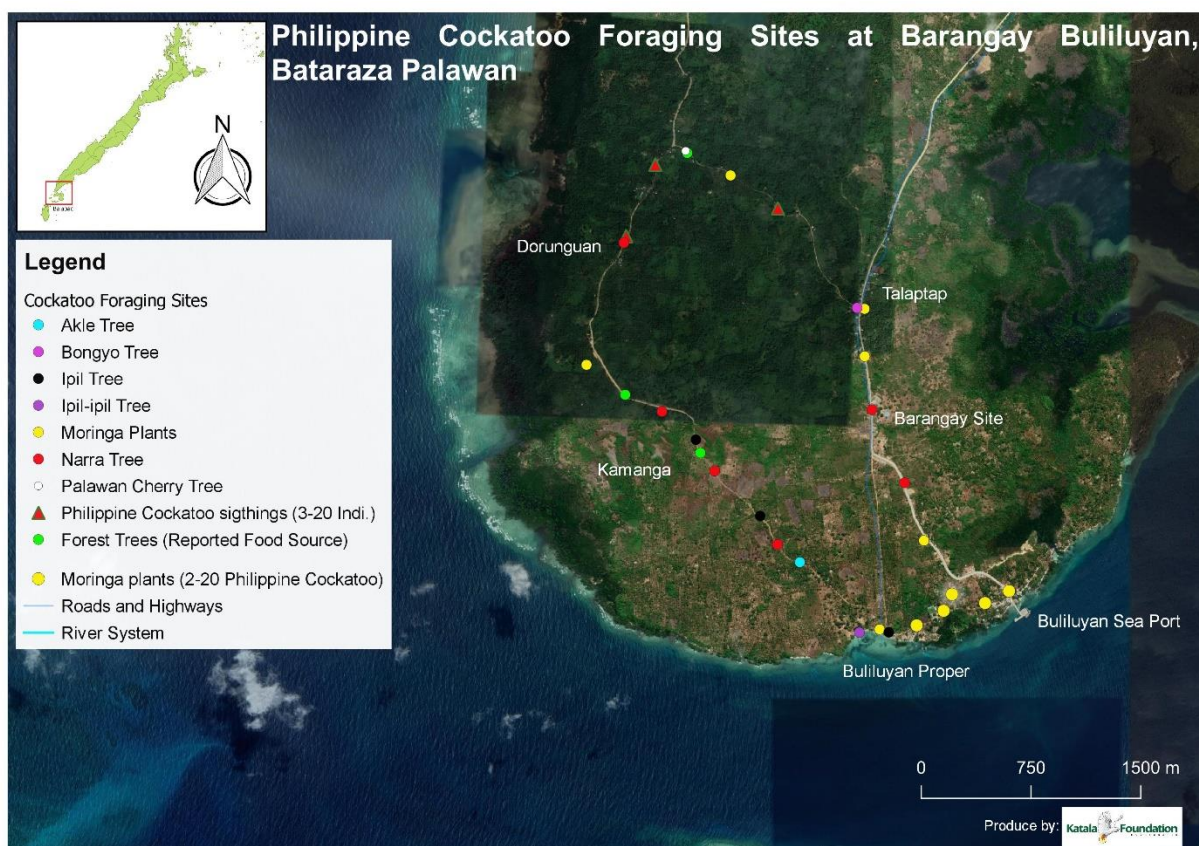 Philippine Cockatoo Foraging Sites at Barangay Buliluyan,
Bataraza Palawan
N
Legend
Cockatoo Foraging Sites
Akle Tree
Bongyo Tree
Ipil Tree
Ipil-ipil Tree
Moringa Plants
Narra Tree
Palawan Cherry Tree
Philippine Cockatoo sigthings (3-20 Indi.)
Forest Trees (Reported Food Source)
Moringa plants (2-20 Philippine Cockatoo)
Roads and Highways
River System
Dorunguan
Talaptap
Barangay Site
Kamanga
Buliluyan Sea Port
Buliluyan Proper
0 750 1500 m
Produce by: Katala Foundation